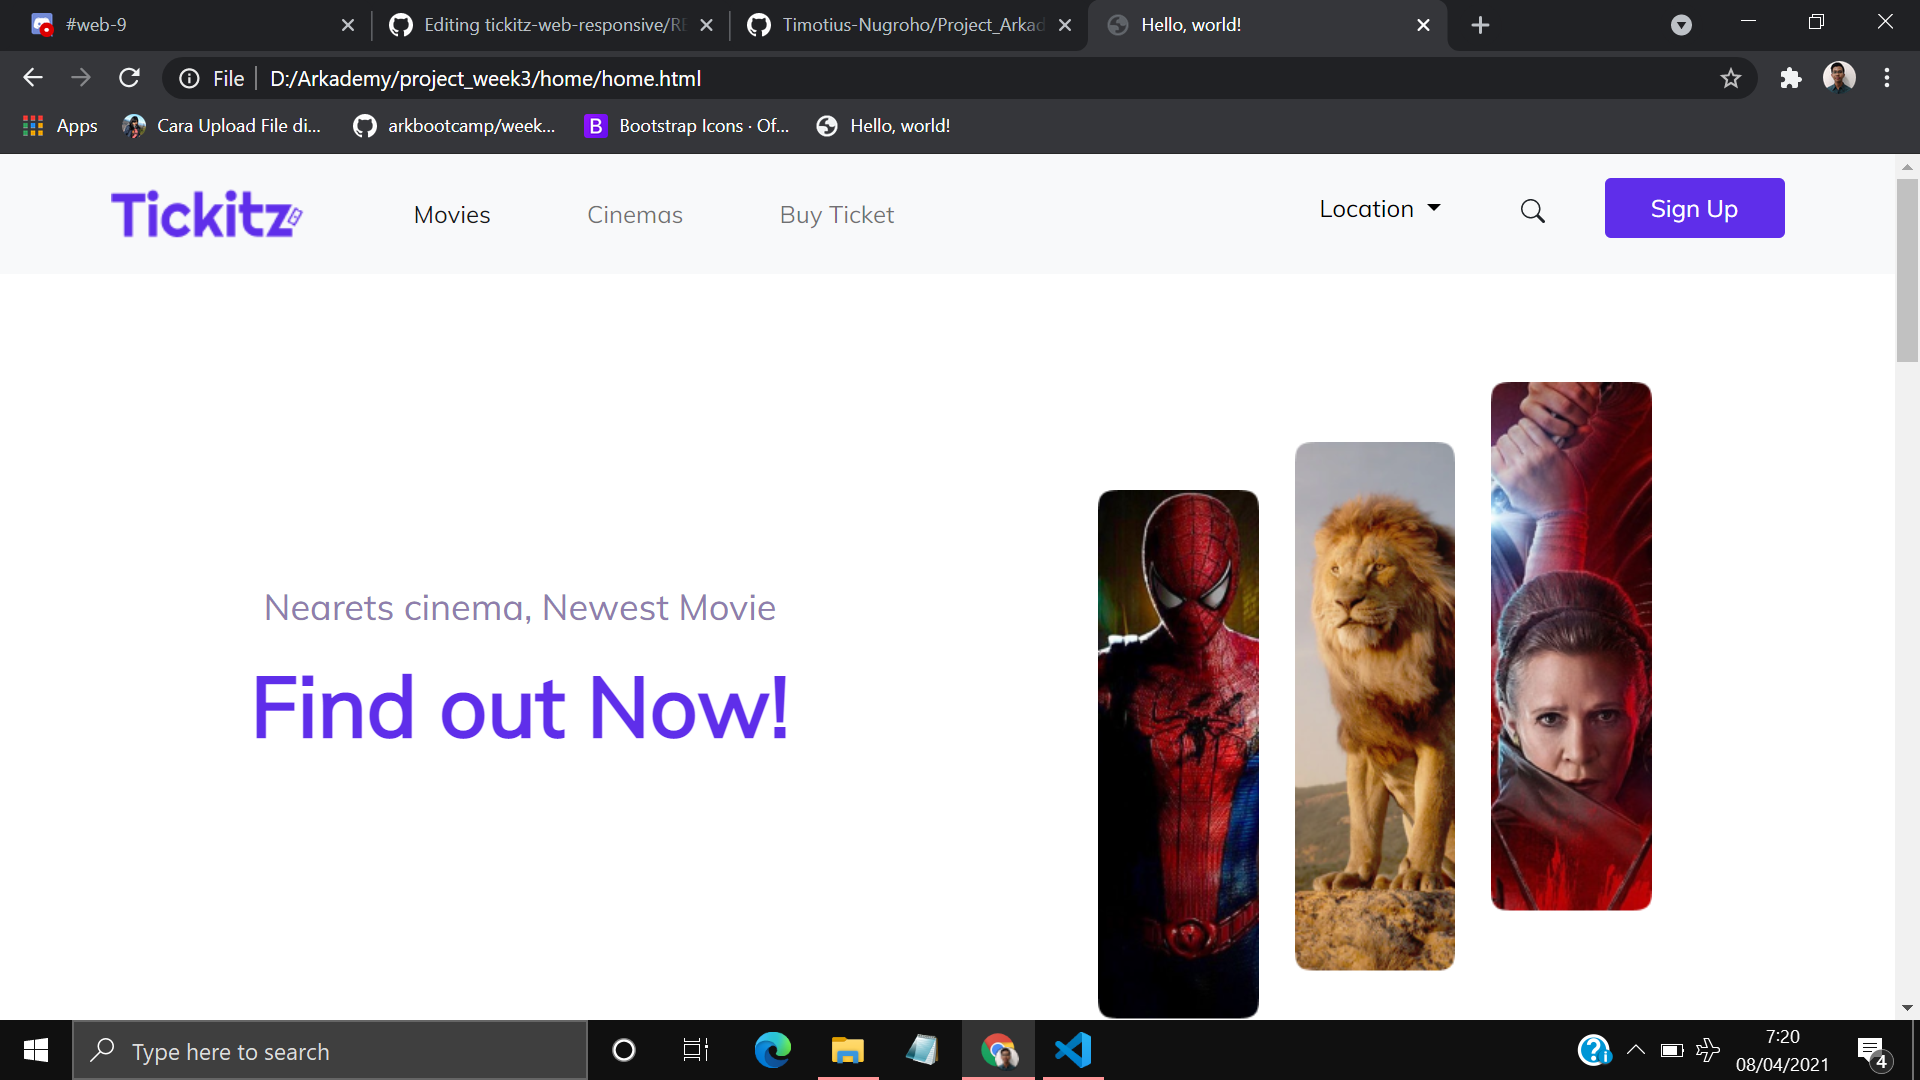 #web-9
Editing tickitz-web-responsive/RE
Timotius-Nugroho/Project_Arkad
Hello, world!
File
D:/Arkademy/project_week3/home/home.html
Apps
Cara Upload File di...
arkbootcamp/week...
B
Bootstrap Icons · Of...
Hello, world!
Tickitz
Movies
Cinemas
Buy Ticket
Location
Sign Up
Nearets cinema, Newest Movie
Find out Now!
Type here to search
7:20
08/04/2021
4